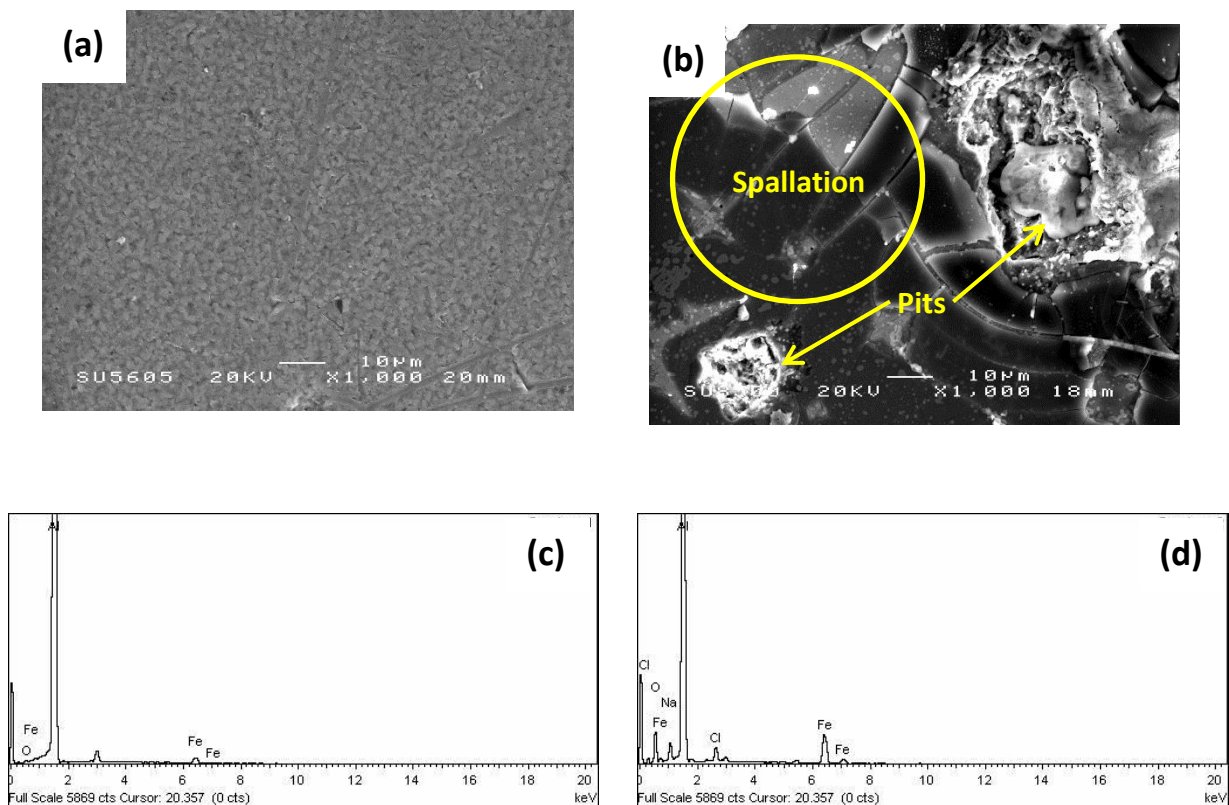 (a)
10μm
SU5605 20KV X1,000 20mm
(b)
Spallation
Pits
10μm
20KV X1,000 18mm
(c)
Al
Fe
O
Fe
Fe
0 2 4 6 8 10 12 14 16 18 20
Full Scale 5869 cts Cursor: 20.357 (0 cts) keV
(d)
Al
Cl
O
Na
Fe
Cl
Fe
Fe
0 2 4 6 8 10 12 14 16 18 20
Full Scale 5869 cts Cursor: 20.357 (0 cts) keV